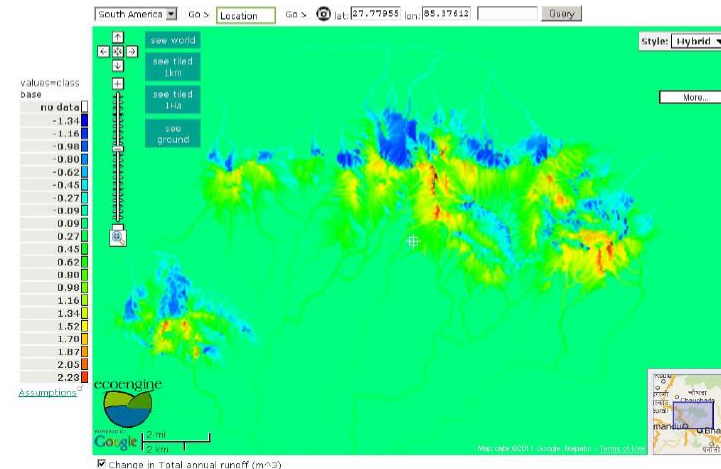 South America Go > Location Go > lat: 27.77955 lon: 85.37612 Query
see world
see tiled 1km
see tiled 1Ha
see ground
Style: Hybrid
More...
values=class
base
no data
-1.34
-1.16
-0.98
-0.80
-0.62
-0.45
-0.27
-0.09
0.09
0.27
0.45
0.62
0.80
0.98
1.16
1.34
1.52
1.70
1.87
2.05
2.23
Assumptions
ecoengine
POWERED BY
Google
2 mi
2 km
Map data ©2011 Google, Mapabc - Terms of Use
Change in Total annual runoff (m^3)